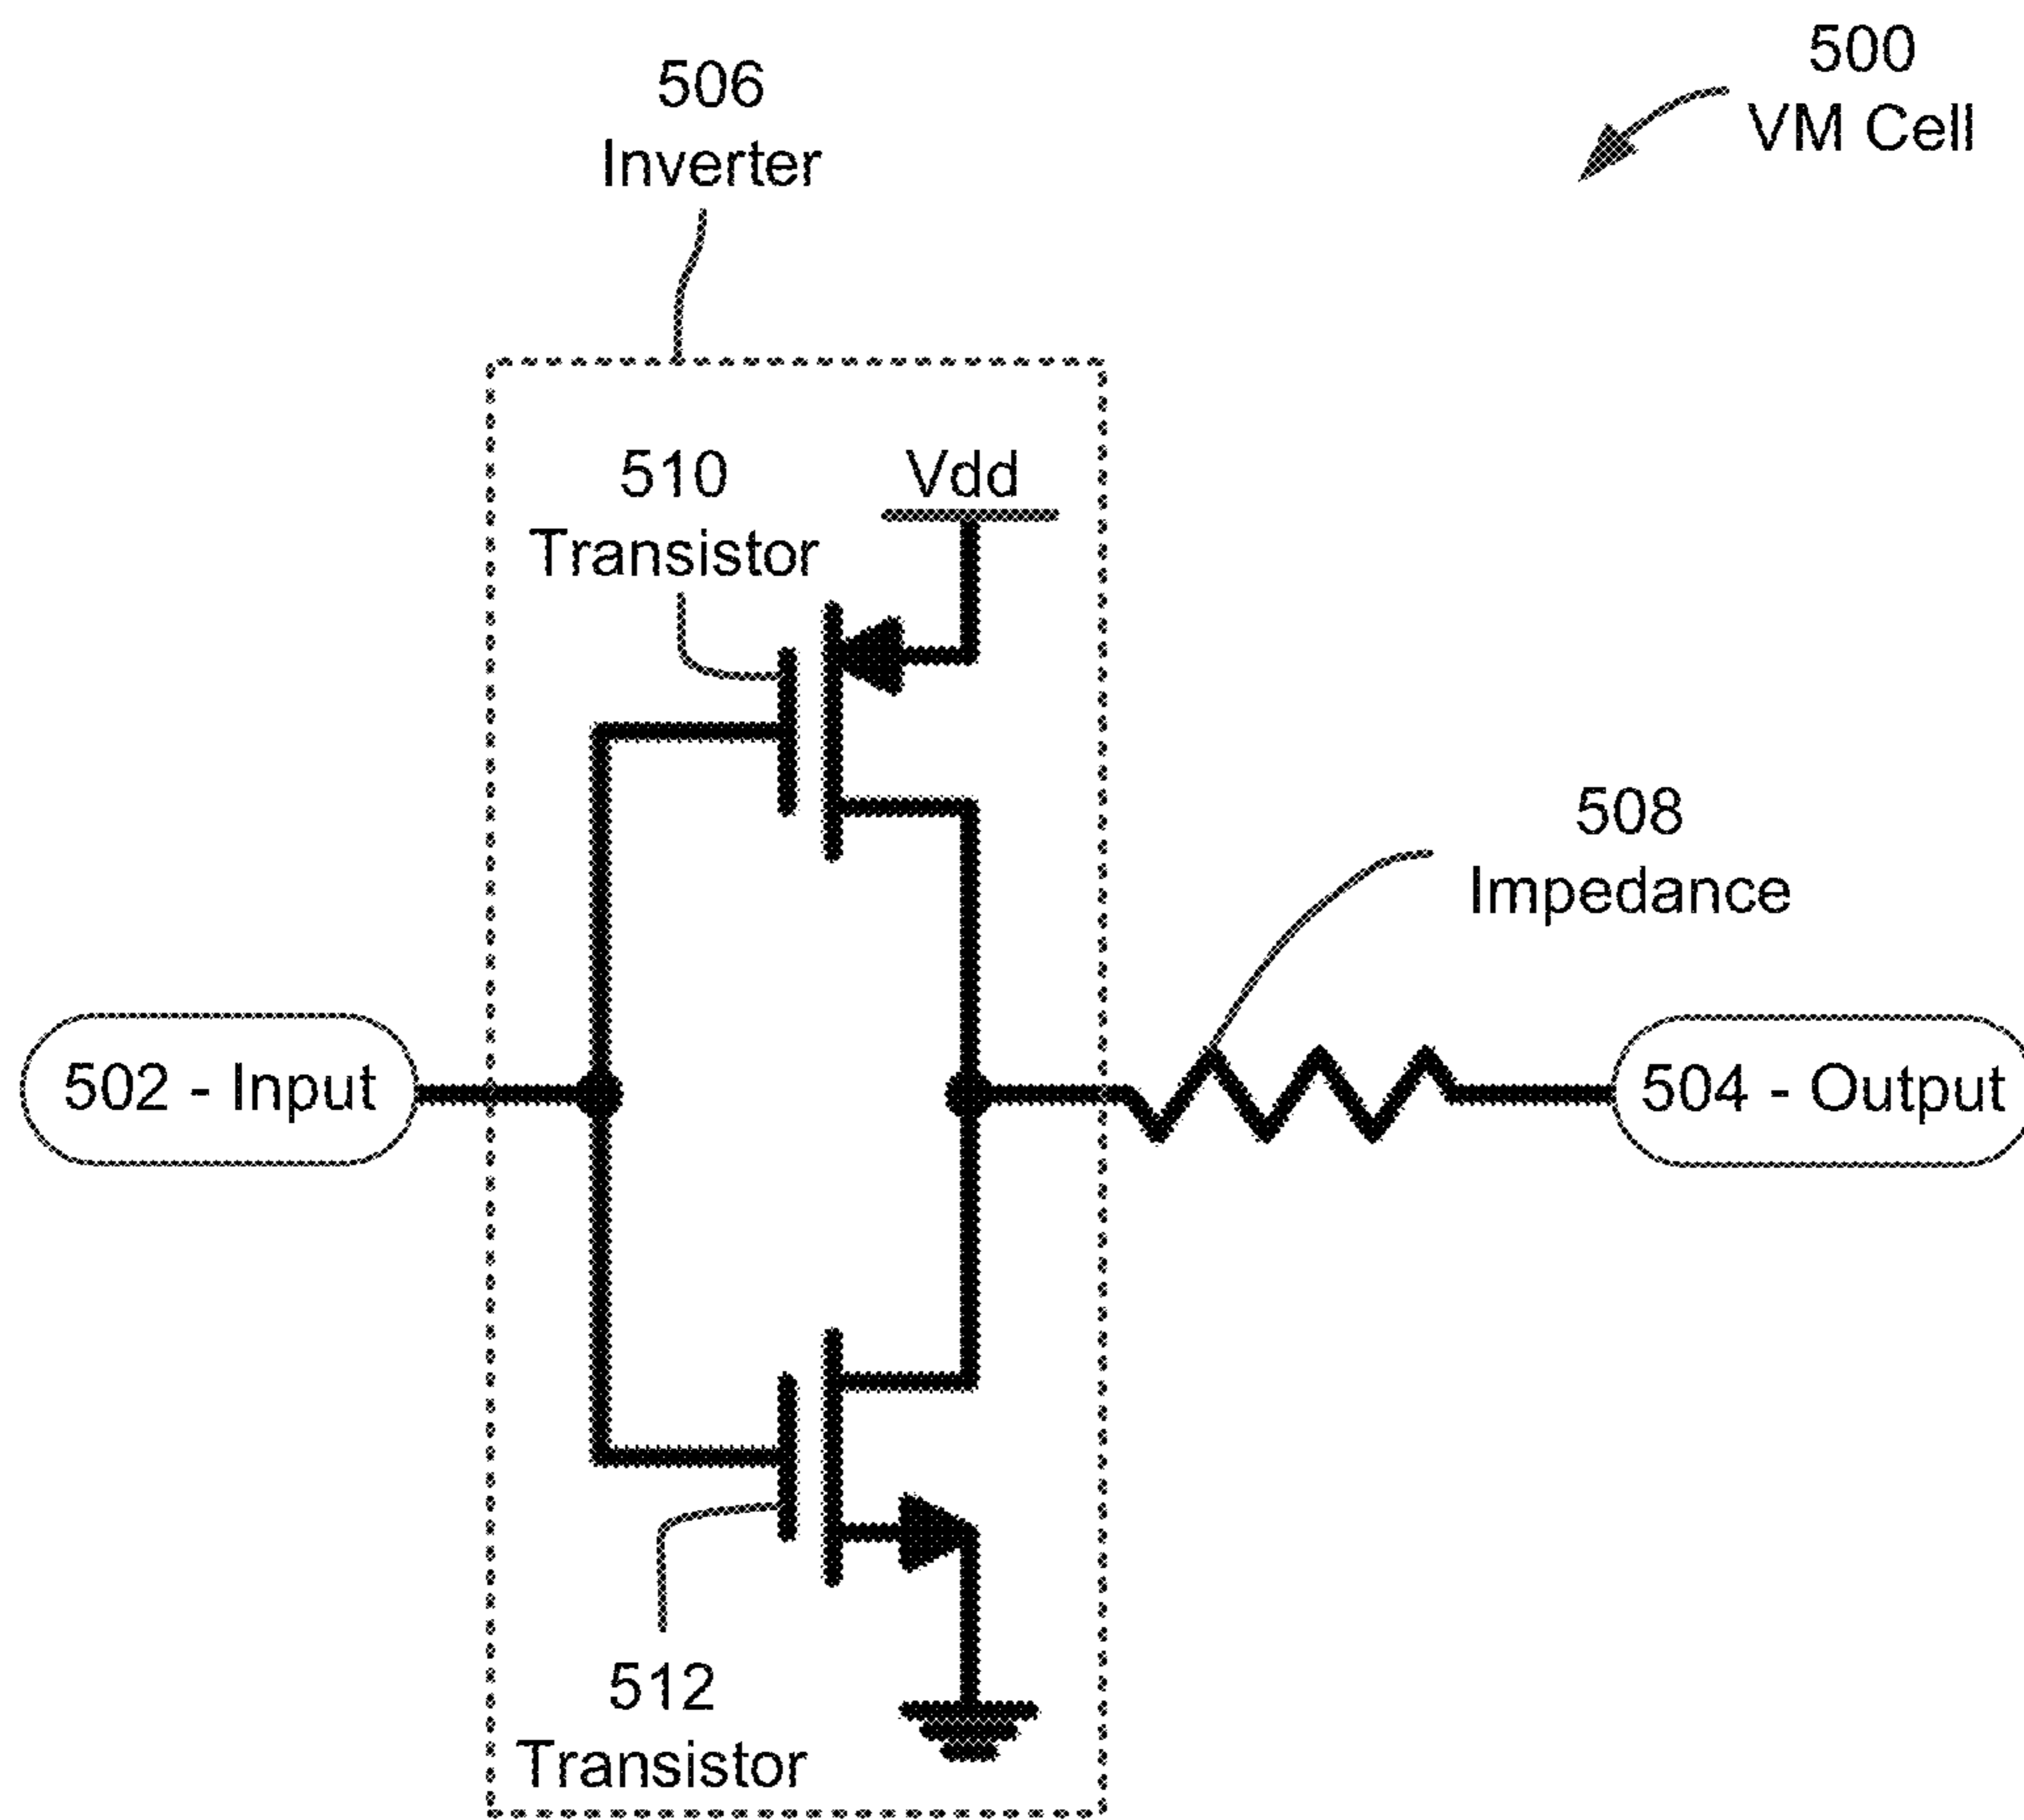 500
VM Cell
506
Inverter
510
Transistor
Vdd
508
Impedance
502 - Input
504 - Output
512
Transistor